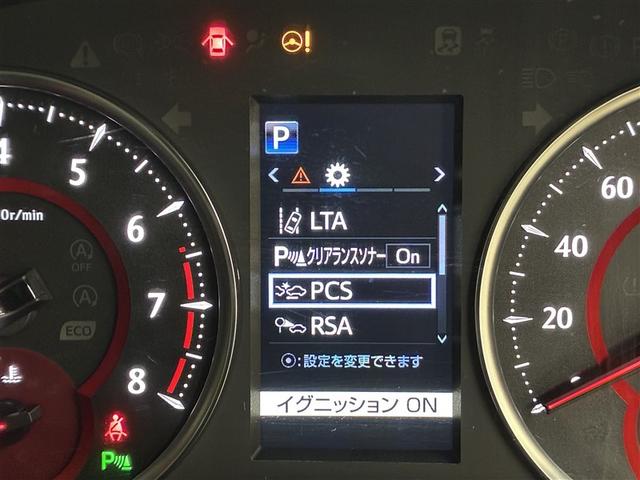 P
LTA
P クリアランスソナー On
PCS
RSA
:設定を変更できます
イグニッション ON
4
5
6
7
8
0r/min
OFF
A
ECO
P
60
40
20